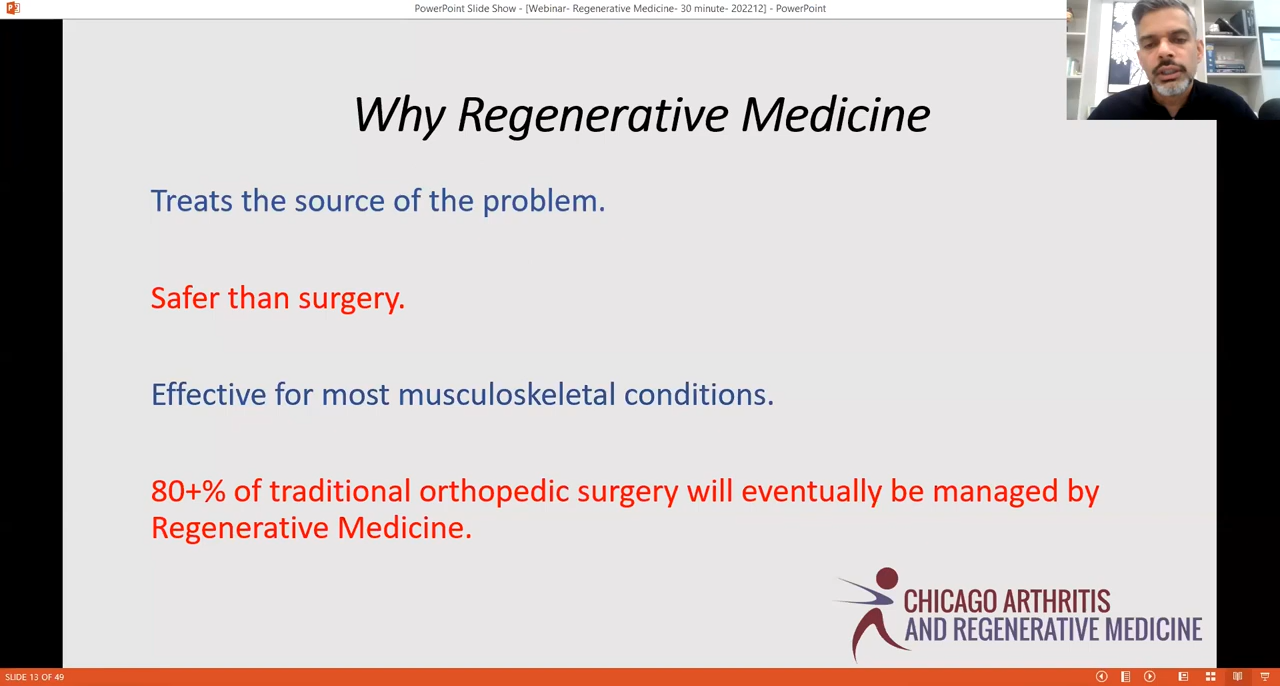 PowerPoint Slide Show - [Webinar- Regenerative Medicine- 30 minute- 202212] - PowerPoint
Why Regenerative Medicine
Treats the source of the problem.
Safer than surgery.
Effective for most musculoskeletal conditions.
80+% of traditional orthopedic surgery will eventually be managed by
Regenerative Medicine.
CHICAGO ARTHRITIS
AND REGENERATIVE MEDICINE
SLIDE 13 OF 49